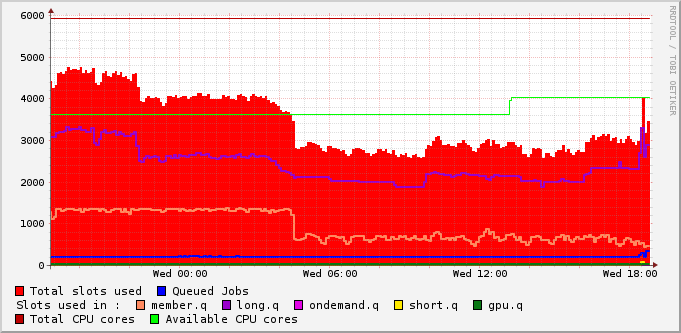 6000
5000
4000
3000
2000
1000
0
Wed 00:00 Wed 06:00 Wed 12:00 Wed 18:00
RRDTOOL / TOBI OETIKER
Total slots used Queued Jobs
Slots used in : member.q long.q ondemand.q short.q gpu.q
Total CPU cores Available CPU cores